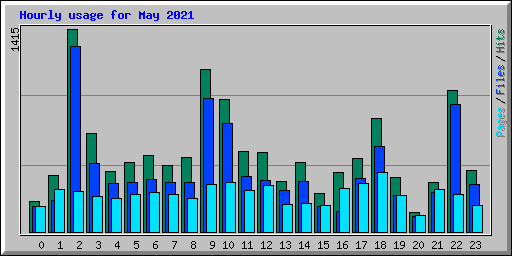 Hourly usage for May 2021
1415
Pages/Files/Hits
0 1 2 3 4 5 6 7 8 9 10 11 12 13 14 15 16 17 18 19 20 21 22 23